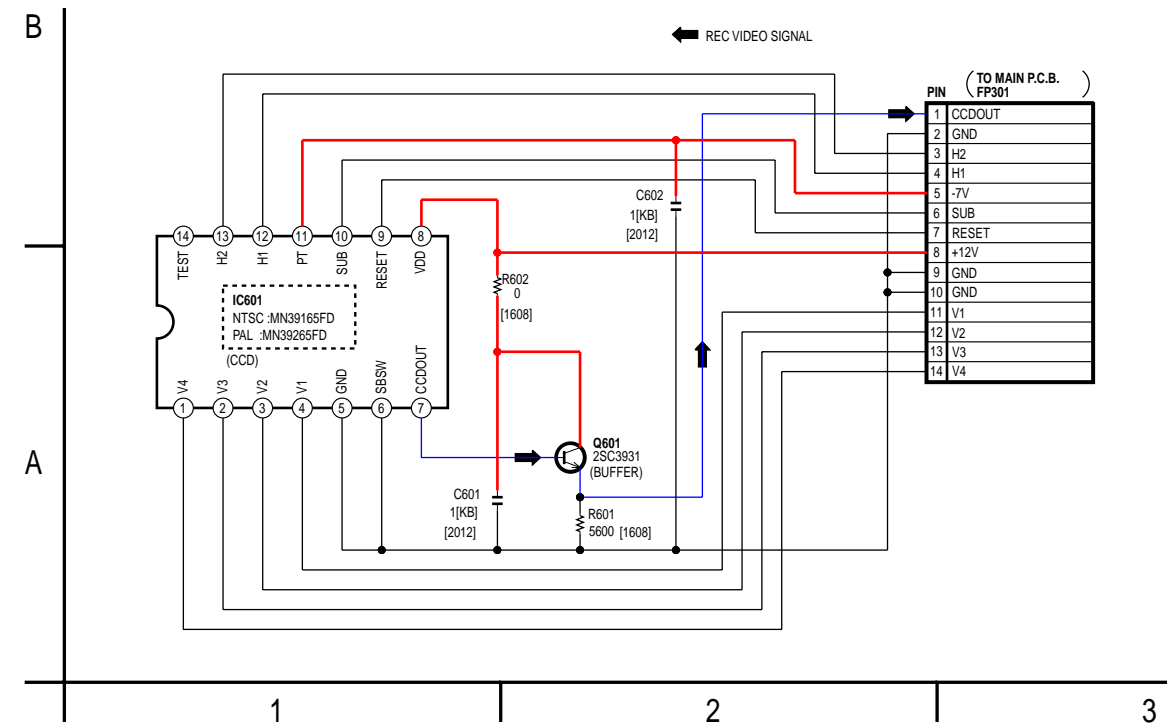 B
REC VIDEO SIGNAL
(TO MAIN P.C.B. FP301)
PIN
1 CCDOUT
2 GND
3 H2
4 H1
5 -7V
6 SUB
7 RESET
8 +12V
9 GND
10 GND
11 V1
12 V2
13 V3
14 V4
C602
1[KB]
[2012]
14 13 12 11 10 9 8
TEST H2 H1 PT SUB RESET VDD
IC601
NTSC :MN39165FD
PAL :MN39265FD
(CCD)
V4 V3 V2 V1 GND SBSW CCDOUT
1 2 3 4 5 6 7
R602
0
[1608]
A
Q601
2SC3931
(BUFFER)
C601
1[KB]
[2012]
R601
5600 [1608]
1 2 3